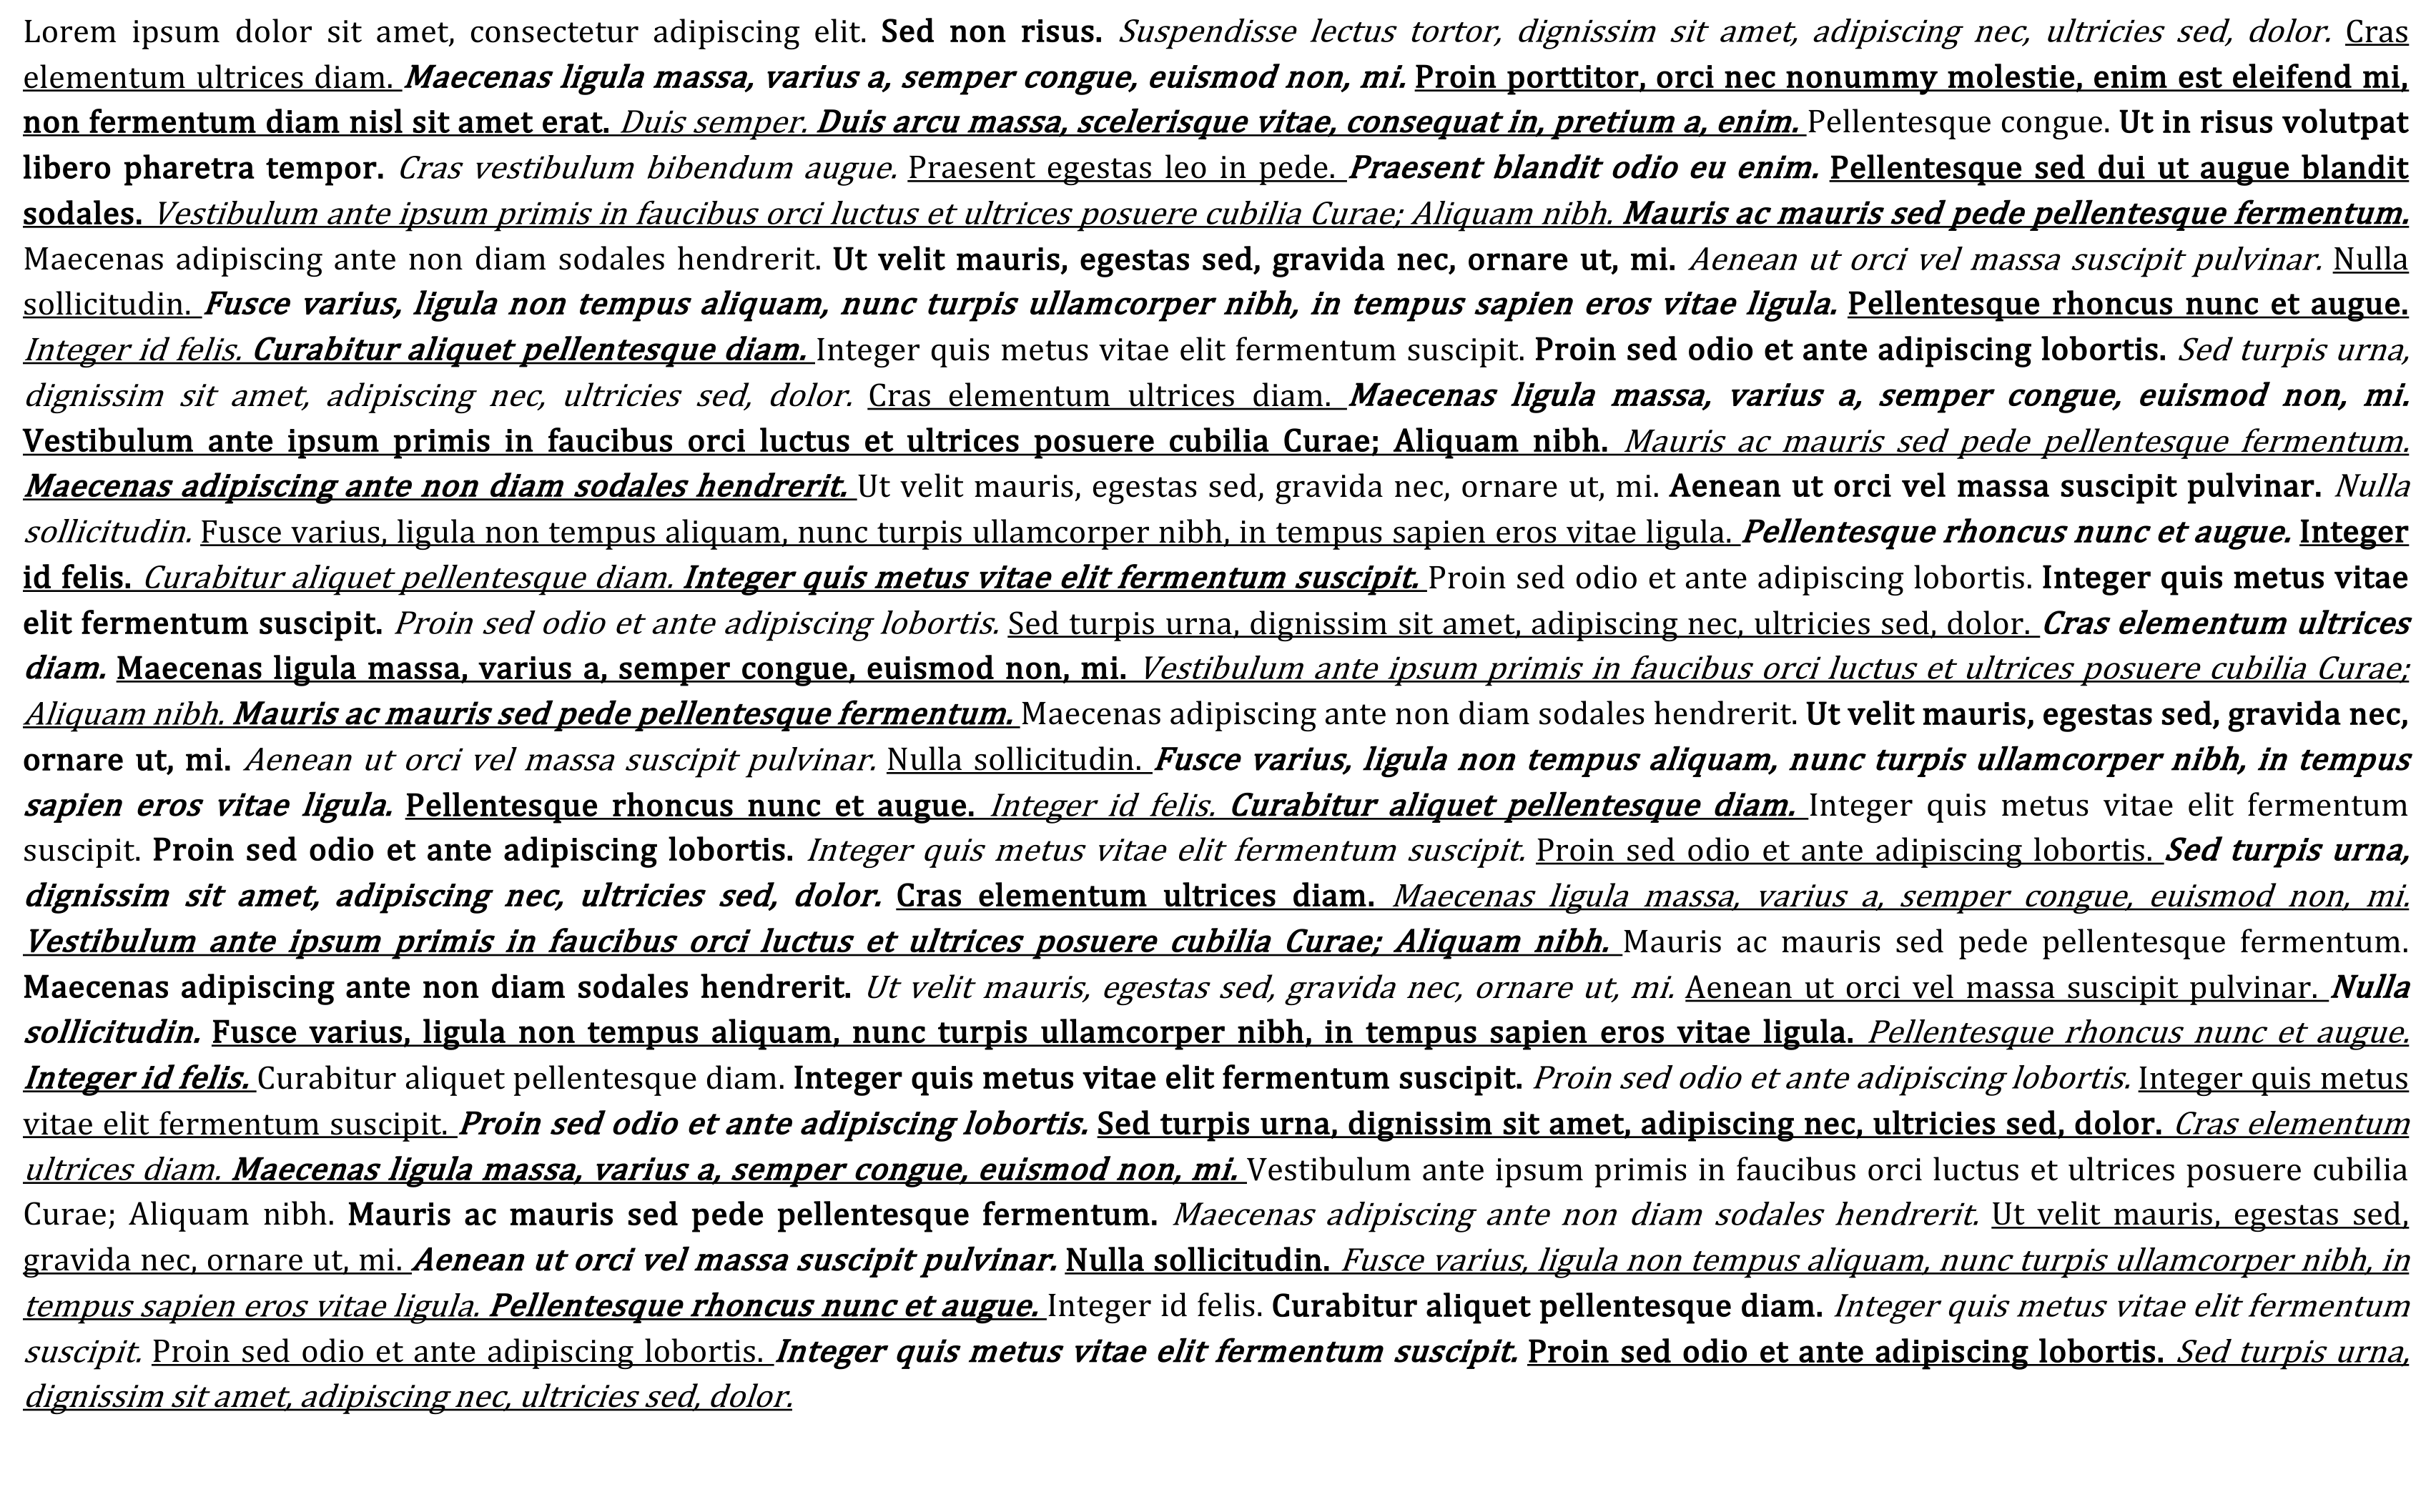 Lorem ipsum dolor sit amet, consectetur adipiscing elit. Sed non risus. Suspendisse lectus tortor, dignissim sit amet, adipiscing nec, ultricies sed, dolor. Cras
elementum ultrices diam. Maecenas ligula massa, varius a, semper congue, euismod non, mi. Proin porttitor, orci nec nonummy molestie, enim est eleifend mi,
non fermentum diam nisl sit amet erat. Duis semper. Duis arcu massa, scelerisque vitae, consequat in, pretium a, enim. Pellentesque congue. Ut in risus volutpat
libero pharetra tempor. Cras vestibulum bibendum augue. Praesent egestas leo in pede. Praesent blandit odio eu enim. Pellentesque sed dui ut augue blandit
sodales. Vestibulum ante ipsum primis in faucibus orci luctus et ultrices posuere cubilia Curae; Aliquam nibh. Mauris ac mauris sed pede pellentesque fermentum.
Maecenas adipiscing ante non diam sodales hendrerit. Ut velit mauris, egestas sed, gravida nec, ornare ut, mi. Aenean ut orci vel massa suscipit pulvinar. Nulla
sollicitudin. Fusce varius, ligula non tempus aliquam, nunc turpis ullamcorper nibh, in tempus sapien eros vitae ligula. Pellentesque rhoncus nunc et augue.
Integer id felis. Curabitur aliquet pellentesque diam. Integer quis metus vitae elit fermentum suscipit. Proin sed odio et ante adipiscing lobortis. Sed turpis urna,
dignissim sit amet, adipiscing nec, ultricies sed, dolor. Cras elementum ultrices diam. Maecenas ligula massa, varius a, semper congue, euismod non, mi.
Vestibulum ante ipsum primis in faucibus orci luctus et ultrices posuere cubilia Curae; Aliquam nibh. Mauris ac mauris sed pede pellentesque fermentum.
Maecenas adipiscing ante non diam sodales hendrerit. Ut velit mauris, egestas sed, gravida nec, ornare ut, mi. Aenean ut orci vel massa suscipit pulvinar. Nulla
sollicitudin. Fusce varius, ligula non tempus aliquam, nunc turpis ullamcorper nibh, in tempus sapien eros vitae ligula. Pellentesque rhoncus nunc et augue. Integer
id felis. Curabitur aliquet pellentesque diam. Integer quis metus vitae elit fermentum suscipit. Proin sed odio et ante adipiscing lobortis. Integer quis metus vitae
elit fermentum suscipit. Proin sed odio et ante adipiscing lobortis. Sed turpis urna, dignissim sit amet, adipiscing nec, ultricies sed, dolor. Cras elementum ultrices
diam. Maecenas ligula massa, varius a, semper congue, euismod non, mi. Vestibulum ante ipsum primis in faucibus orci luctus et ultrices posuere cubilia Curae;
Aliquam nibh. Mauris ac mauris sed pede pellentesque fermentum. Maecenas adipiscing ante non diam sodales hendrerit. Ut velit mauris, egestas sed, gravida nec,
ornare ut, mi. Aenean ut orci vel massa suscipit pulvinar. Nulla sollicitudin. Fusce varius, ligula non tempus aliquam, nunc turpis ullamcorper nibh, in tempus
sapien eros vitae ligula. Pellentesque rhoncus nunc et augue. Integer id felis. Curabitur aliquet pellentesque diam. Integer quis metus vitae elit fermentum
suscipit. Proin sed odio et ante adipiscing lobortis. Integer quis metus vitae elit fermentum suscipit. Proin sed odio et ante adipiscing lobortis. Sed turpis urna,
dignissim sit amet, adipiscing nec, ultricies sed, dolor. Cras elementum ultrices diam. Maecenas ligula massa, varius a, semper congue, euismod non, mi.
Vestibulum ante ipsum primis in faucibus orci luctus et ultrices posuere cubilia Curae; Aliquam nibh. Mauris ac mauris sed pede pellentesque fermentum.
Maecenas adipiscing ante non diam sodales hendrerit. Ut velit mauris, egestas sed, gravida nec, ornare ut, mi. Aenean ut orci vel massa suscipit pulvinar. Nulla
sollicitudin. Fusce varius, ligula non tempus aliquam, nunc turpis ullamcorper nibh, in tempus sapien eros vitae ligula. Pellentesque rhoncus nunc et augue.
Integer id felis. Curabitur aliquet pellentesque diam. Integer quis metus vitae elit fermentum suscipit. Proin sed odio et ante adipiscing lobortis. Integer quis metus
vitae elit fermentum suscipit. Proin sed odio et ante adipiscing lobortis. Sed turpis urna, dignissim sit amet, adipiscing nec, ultricies sed, dolor. Cras elementum
ultrices diam. Maecenas ligula massa, varius a, semper congue, euismod non, mi. Vestibulum ante ipsum primis in faucibus orci luctus et ultrices posuere cubilia
Curae; Aliquam nibh. Mauris ac mauris sed pede pellentesque fermentum. Maecenas adipiscing ante non diam sodales hendrerit. Ut velit mauris, egestas sed,
gravida nec, ornare ut, mi. Aenean ut orci vel massa suscipit pulvinar. Nulla sollicitudin. Fusce varius, ligula non tempus aliquam, nunc turpis ullamcorper nibh, in
tempus sapien eros vitae ligula. Pellentesque rhoncus nunc et augue. Integer id felis. Curabitur aliquet pellentesque diam. Integer quis metus vitae elit fermentum
suscipit. Proin sed odio et ante adipiscing lobortis. Integer quis metus vitae elit fermentum suscipit. Proin sed odio et ante adipiscing lobortis. Sed turpis urna,
dignissim sit amet, adipiscing nec, ultricies sed, dolor.